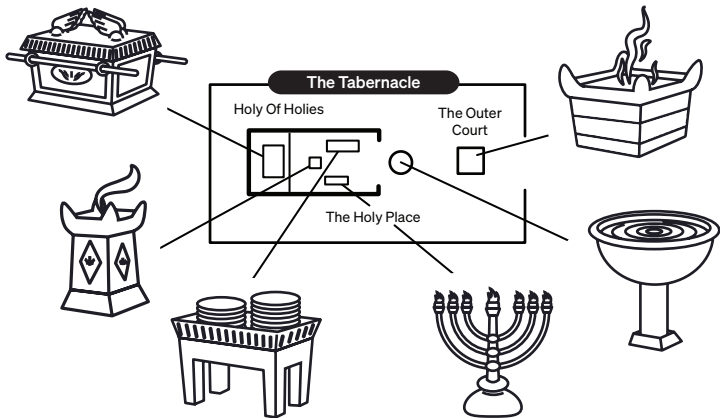 The Tabernacle
Holy Of Holies
The Outer
Court
The Holy Place